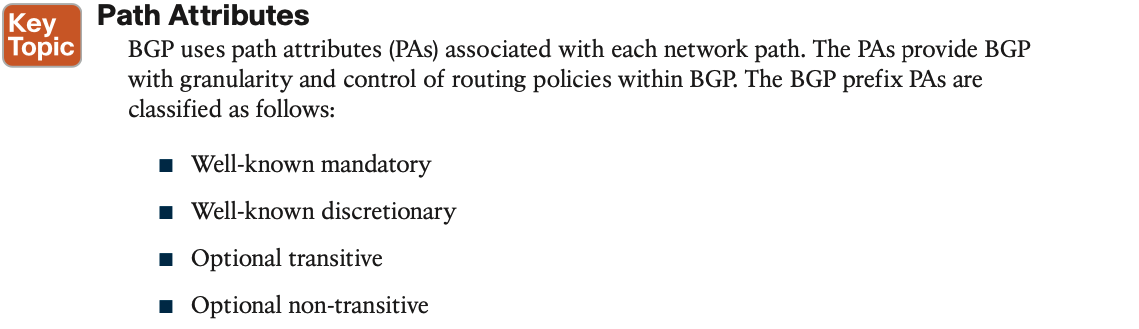 Key
Topic
Path Attributes
BGP uses path attributes (PAs) associated with each network path. The PAs provide BGP
with granularity and control of routing policies within BGP. The BGP prefix PAs are
classified as follows:
■ Well-known mandatory
■ Well-known discretionary
■ Optional transitive
■ Optional non-transitive